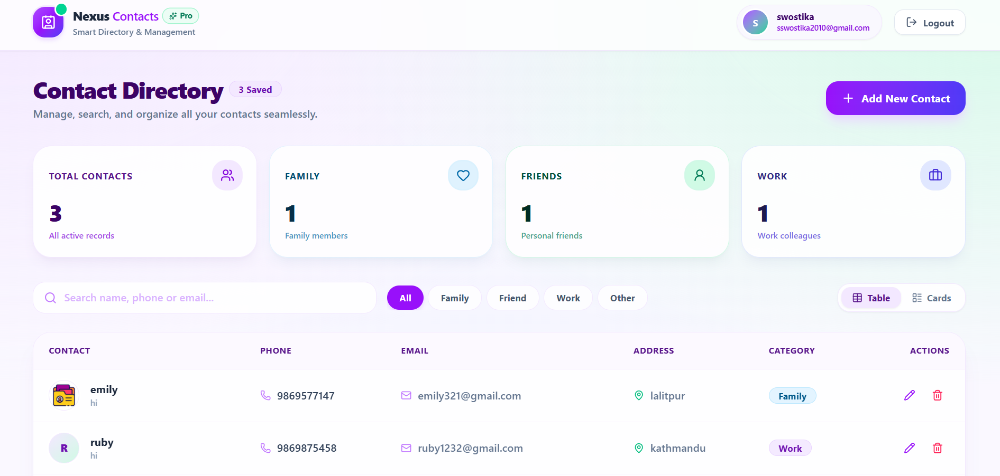 Nexus Contacts Pro
Smart Directory & Management
S
swostika
sswostika2010@gmail.com
Logout
Contact Directory 3 Saved
Manage, search, and organize all your contacts seamlessly.
Add New Contact
TOTAL CONTACTS
3
All active records
FAMILY
1
Family members
FRIENDS
1
Personal friends
WORK
1
Work colleagues
Search name, phone or email...
All Family Friend Work Other
Table Cards
CONTACT PHONE EMAIL ADDRESS CATEGORY ACTIONS
emily 9869577147 emily321@gmail.com lalitpur Family
hi
R ruby 9869875458 ruby1232@gmail.com kathmandu Work
hi